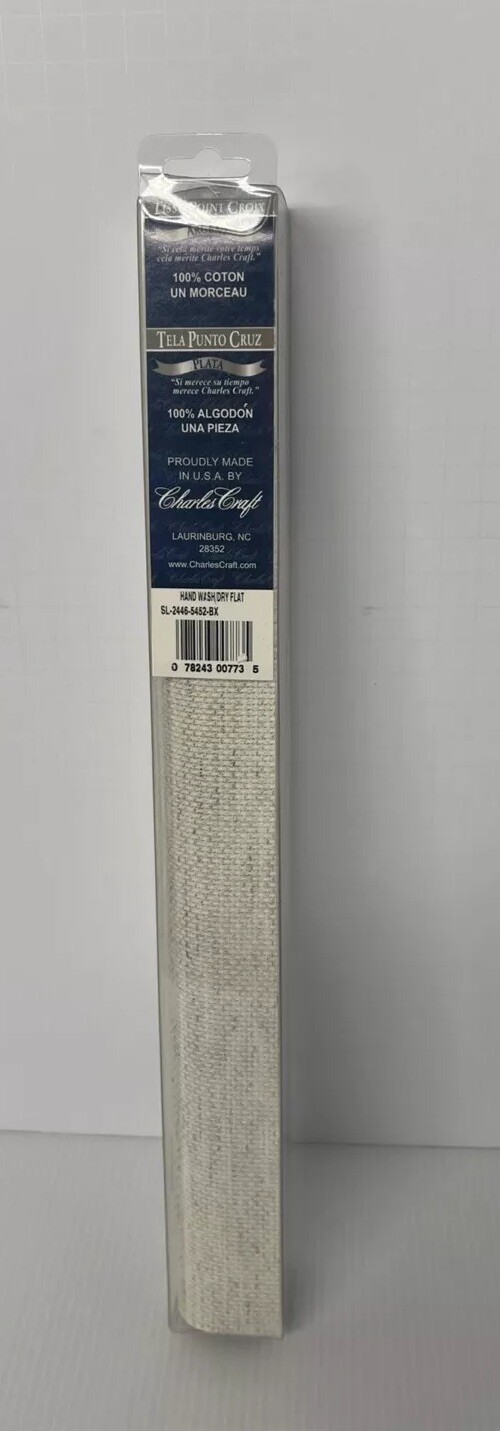 POINT CROIX
"Si cela mérite votre temps
cela mérite Charles Craft."
100% COTON
UN MORCEAU
TELA PUNTO CRUZ
PLATA
"Si merece su tiempo
merece Charles Craft."
100% ALGODÓN
UNA PIEZA
PROUDLY MADE
IN U.S.A. BY
Charles Craft
LAURINBURG, NC
28352
www.CharlesCraft.com
HAND WASH/DRY FLAT
SL-2446-5452-BX
0 78243 00773 5